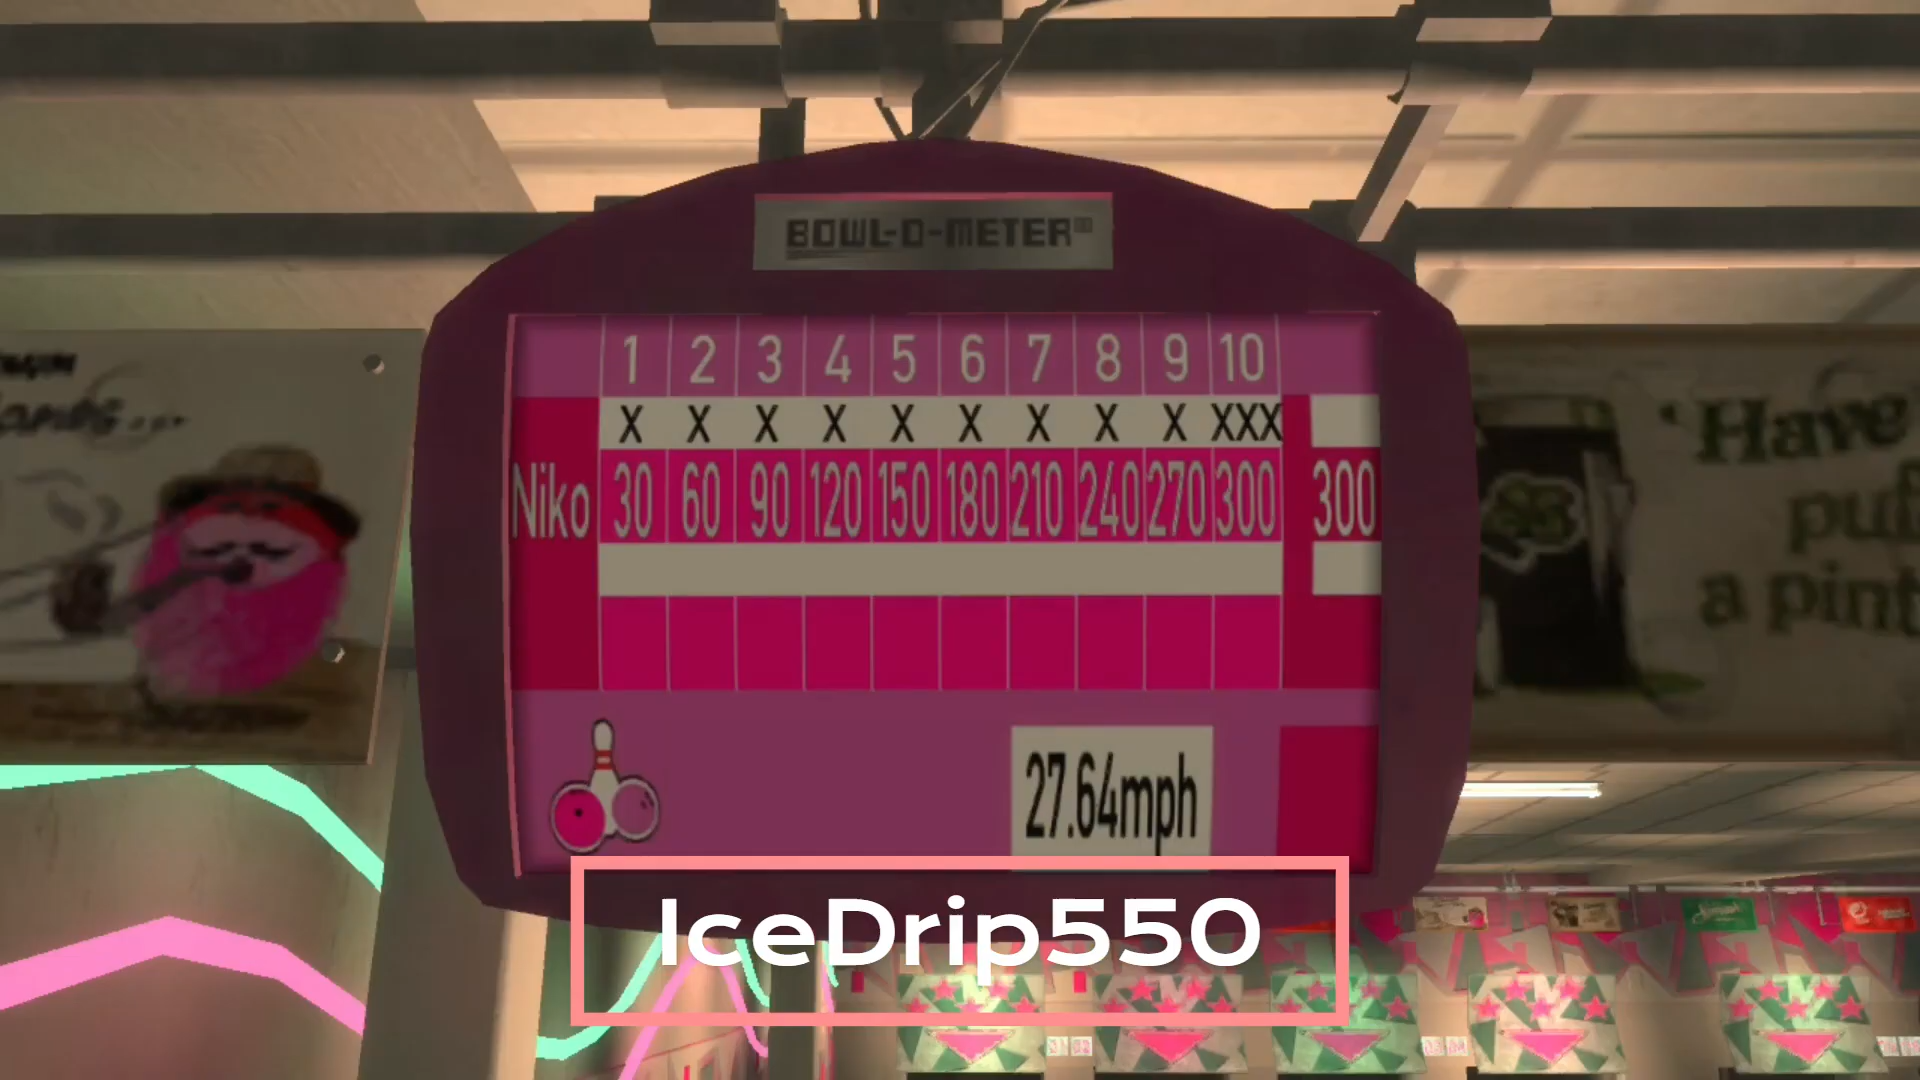 BOWL-O-METER®
1 2 3 4 5 6 7 8 9 10
X X X X X X X X X XXX
Niko 30 60 90 120 150 180 210 240 270 300 300
27.64mph
Have
a pint
IceDrip550